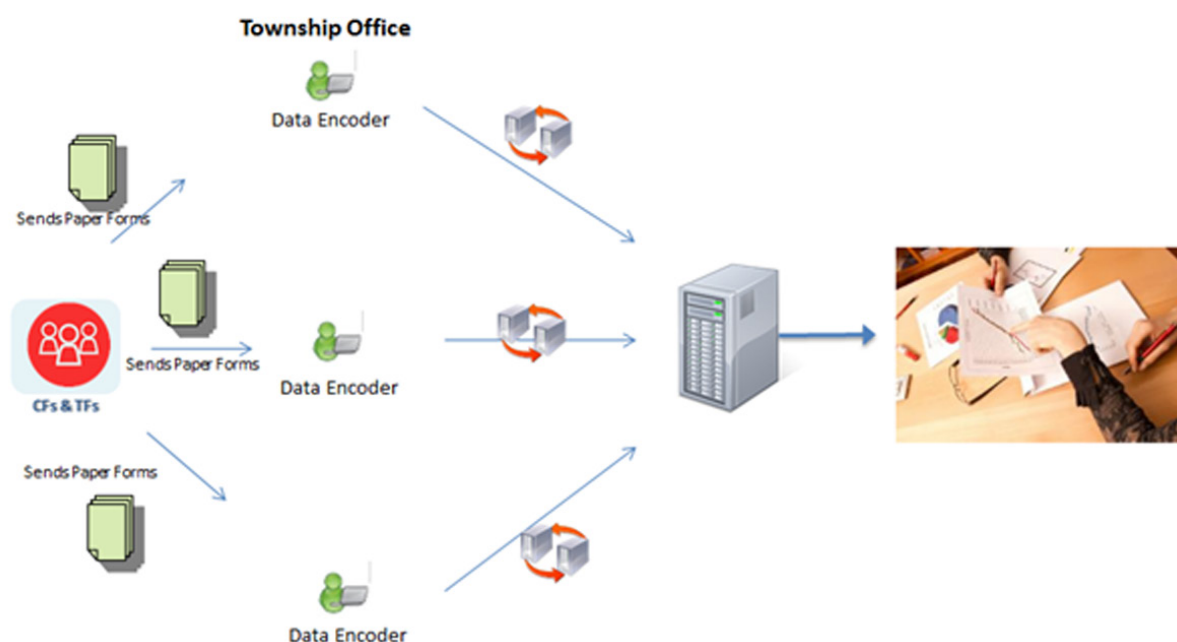 Township Office
Data Encoder
Sends Paper Forms
Sends Paper Forms
Data Encoder
CFs & TFs
Sends Paper Forms
Data Encoder